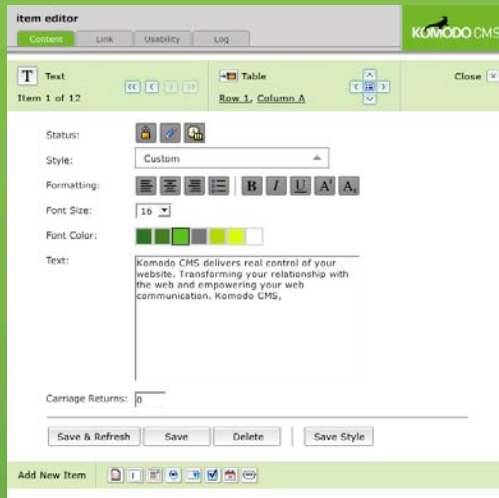 item editor
Content Link Usability Log
KOMODO CMS
T Text
Table
Close x
Item 1 of 12
Row 1, Column A
Status:
Style: Custom
Formatting: B I U A² A₁
Font Size: 16
Font Color:
Text: Komodo CMS delivers real control of your
website. Transforming your relationship with
the web and empowering your web
communication. Komodo CMS,
Carriage Returns: 0
Save & Refresh Save Delete Save Style
Add New Item